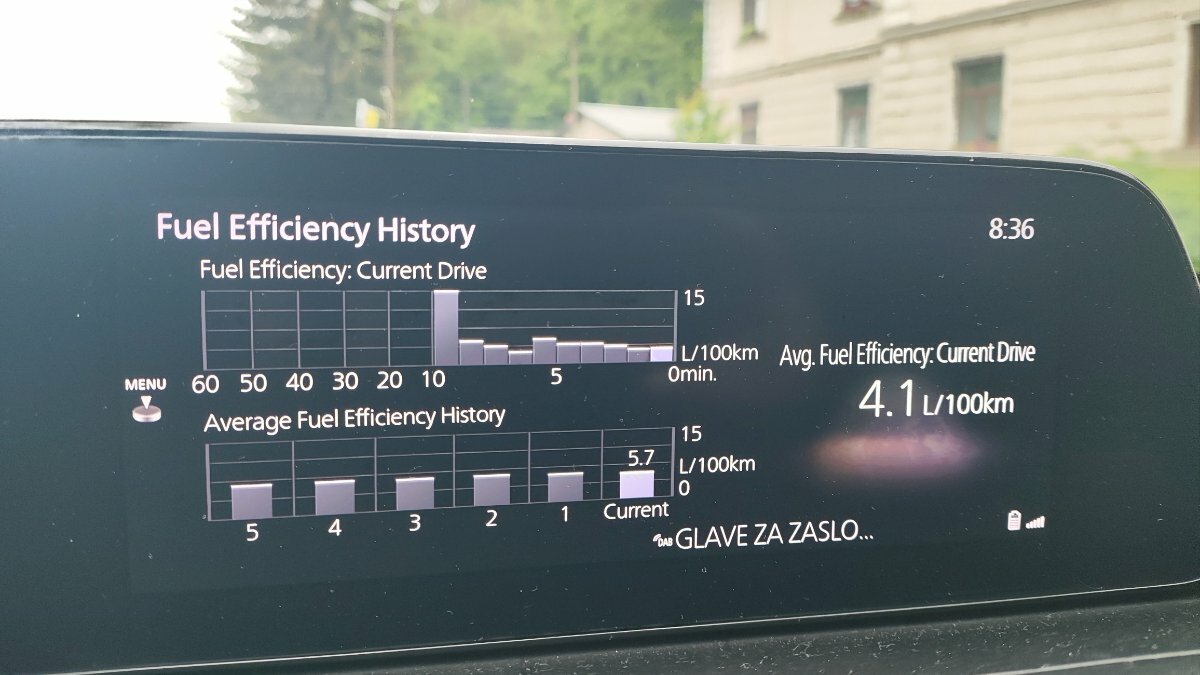 Fuel Efficiency History
8:36
Fuel Efficiency: Current Drive
15
L/100km
60 50 40 30 20 10 5 0min.
Avg. Fuel Efficiency: Current Drive
4.1 L/100km
MENU
Average Fuel Efficiency History
15
5.7
L/100km
0
5 4 3 2 1 Current
DAB GLAVE ZA ZASLO...